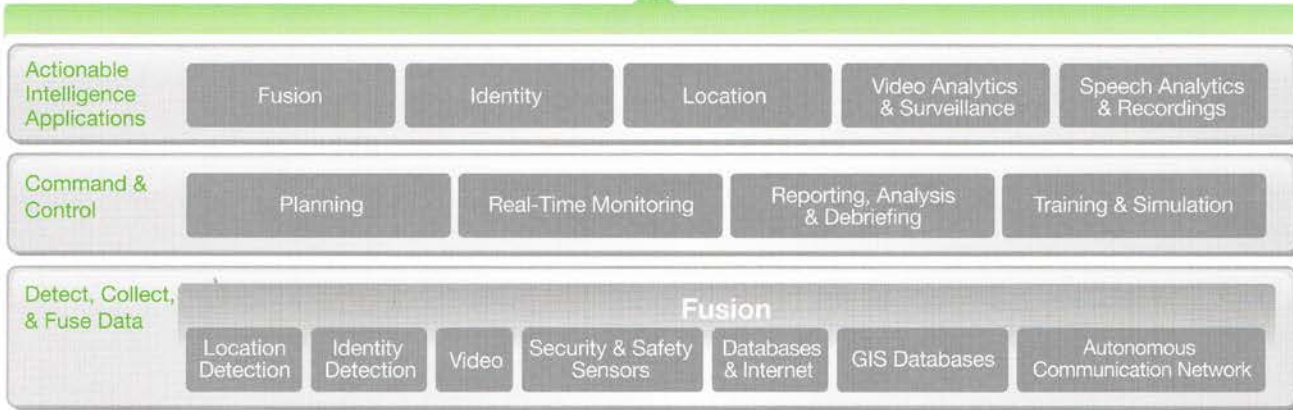 Actionable
Intelligence
Applications
Fusion
Identity
Location
Video Analytics
& Surveillance
Speech Analytics
& Recordings
Command &
Control
Planning
Real-Time Monitoring
Reporting, Analysis
& Debriefing
Training & Simulation
Detect, Collect,
& Fuse Data
Fusion
Location
Detection
Identity
Detection
Video
Security & Safety
Sensors
Databases
& Internet
GIS Databases
Autonomous
Communication Network